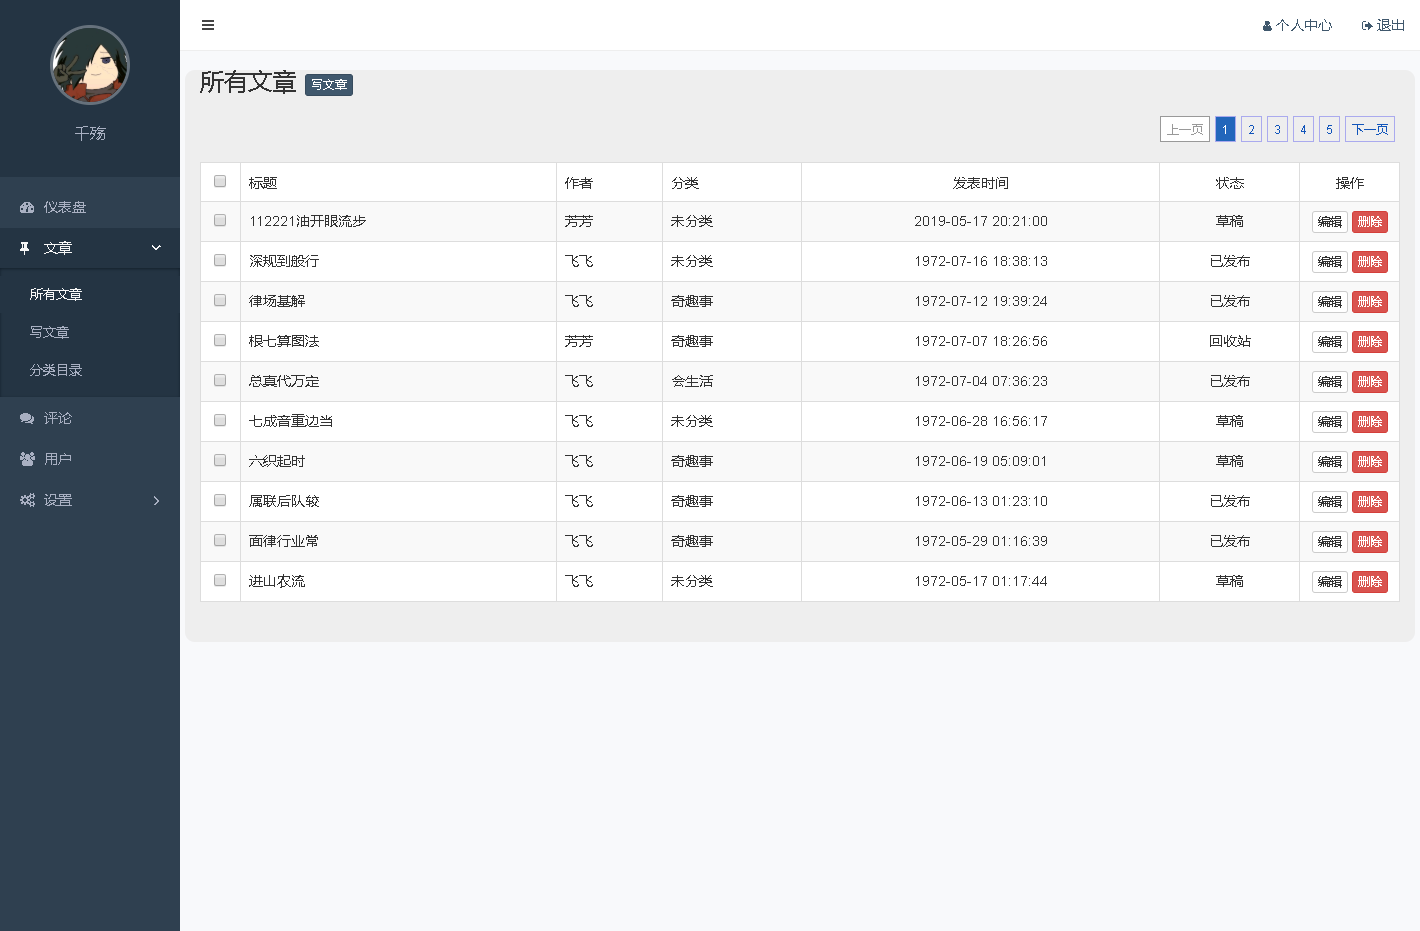 千殇
仪表盘
文章
所有文章
写文章
分类目录
评论
用户
设置
个人中心 退出
所有文章 写文章
上一页 1 2 3 4 5 下一页
标题 作者 分类 发表时间 状态 操作
112221油开眼流步 芳芳 未分类 2019-05-17 20:21:00 草稿 编辑 删除
深规到般行 飞飞 未分类 1972-07-16 18:38:13 已发布 编辑 删除
律场基解 飞飞 奇趣事 1972-07-12 19:39:24 已发布 编辑 删除
根七算图法 芳芳 奇趣事 1972-07-07 18:26:56 回收站 编辑 删除
总真代万定 飞飞 会生活 1972-07-04 07:36:23 已发布 编辑 删除
七成音重边当 飞飞 未分类 1972-06-28 16:56:17 草稿 编辑 删除
六织起时 飞飞 奇趣事 1972-06-19 05:09:01 草稿 编辑 删除
属联后队较 飞飞 奇趣事 1972-06-13 01:23:10 已发布 编辑 删除
面律行业常 飞飞 奇趣事 1972-05-29 01:16:39 已发布 编辑 删除
进山农流 飞飞 未分类 1972-05-17 01:17:44 草稿 编辑 删除